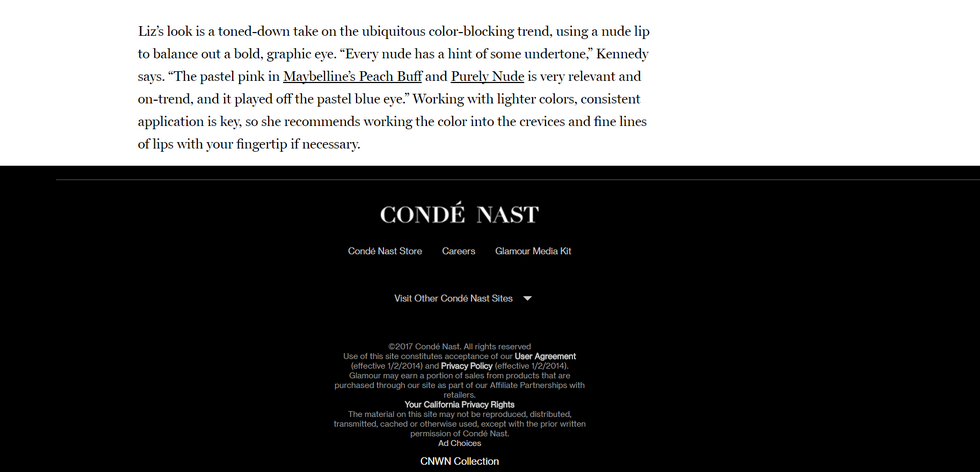 Liz’s look is a toned-down take on the ubiquitous color-blocking trend, using a nude lip
to balance out a bold, graphic eye. “Every nude has a hint of some undertone,” Kennedy
says. “The pastel pink in Maybelline’s Peach Buff and Purely Nude is very relevant and
on-trend, and it played off the pastel blue eye.” Working with lighter colors, consistent
application is key, so she recommends working the color into the crevices and fine lines
of lips with your fingertip if necessary.
CONDÉ NAST
Condé Nast Store Careers Glamour Media Kit
Visit Other Condé Nast Sites
©2017 Condé Nast. All rights reserved
Use of this site constitutes acceptance of our User Agreement
(effective 1/2/2014) and Privacy Policy (effective 1/2/2014).
Glamour may earn a portion of sales from products that are
purchased through our site as part of our Affiliate Partnerships with
retailers.
Your California Privacy Rights
The material on this site may not be reproduced, distributed,
transmitted, cached or otherwise used, except with the prior written
permission of Condé Nast.
Ad Choices
CNWN Collection